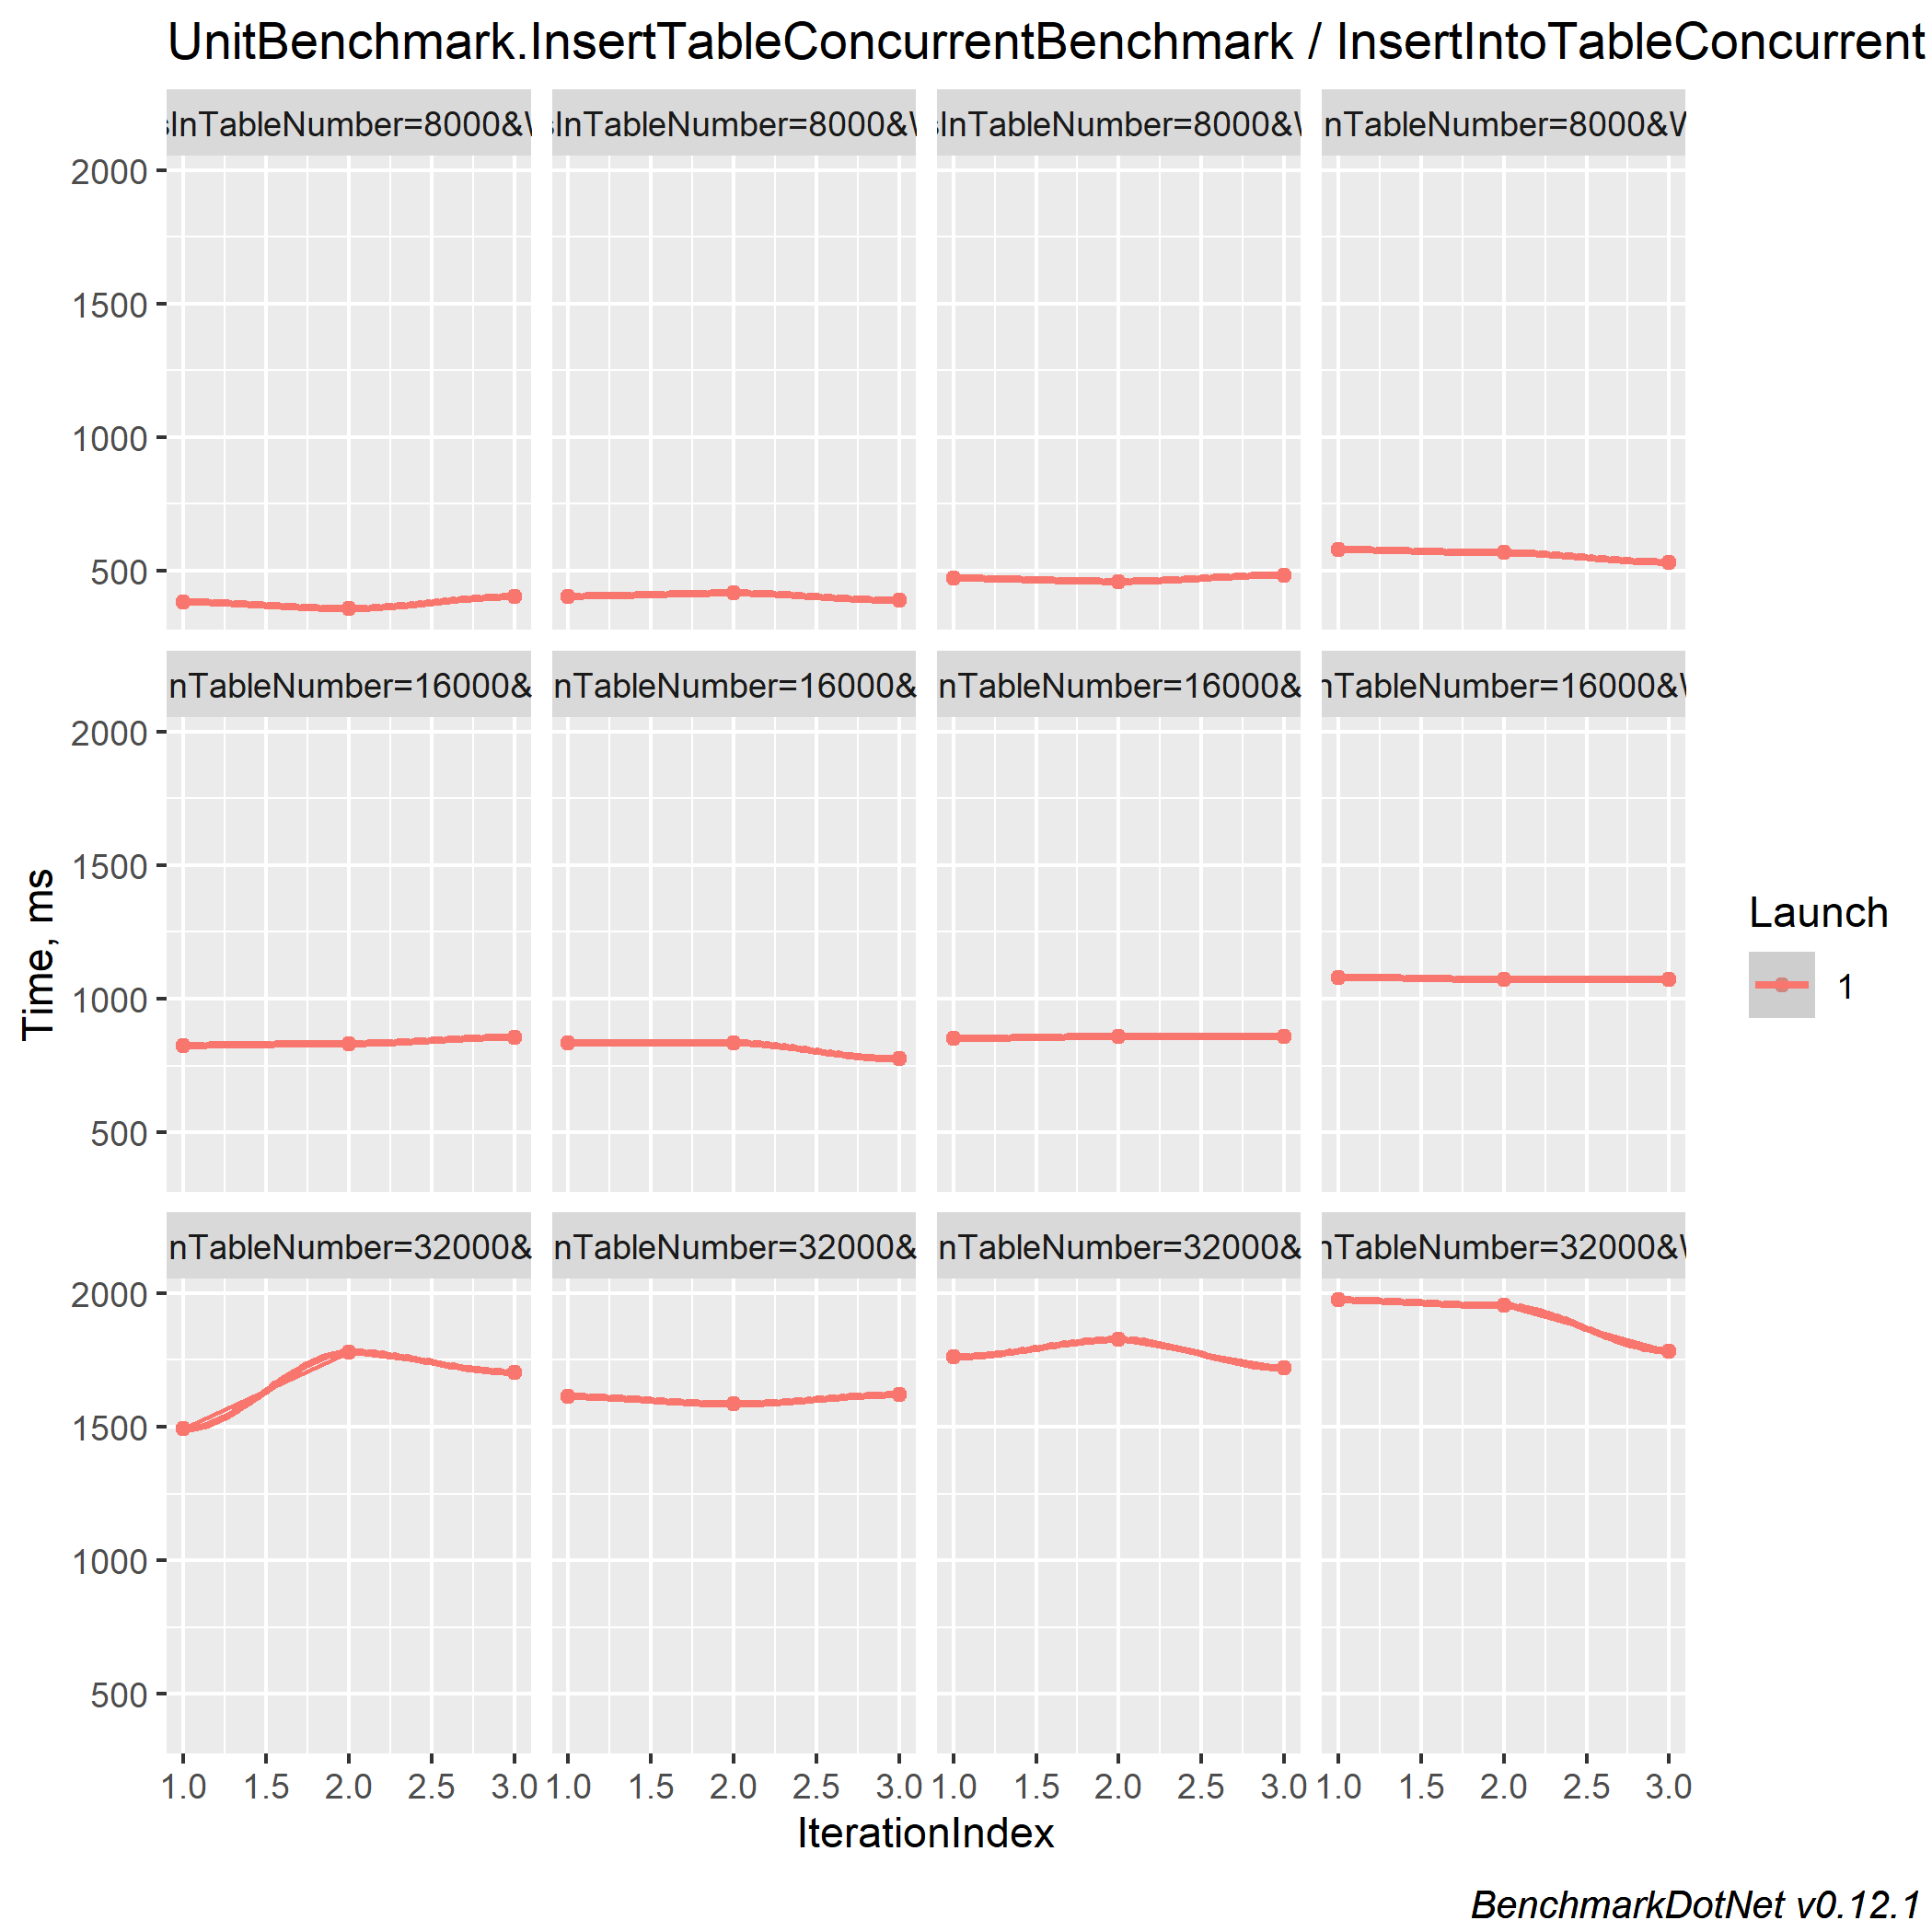 UnitBenchmark.InsertTableConcurrentBenchmark / InsertIntoTableConcurrent
sInTableNumber=8000&W sInTableNumber=8000&W sInTableNumber=8000&W nTableNumber=8000&W
2000
1500
1000
500
nTableNumber=16000& nTableNumber=16000& nTableNumber=16000& nTableNumber=16000&W
2000
1500
1000
500
nTableNumber=32000& nTableNumber=32000& nTableNumber=32000& nTableNumber=32000&W
2000
1500
1000
500
Time, ms
1.0 1.5 2.0 2.5 3.0 1.0 1.5 2.0 2.5 3.0 1.0 1.5 2.0 2.5 3.0 1.0 1.5 2.0 2.5 3.0
IterationIndex
Launch
1
BenchmarkDotNet v0.12.1